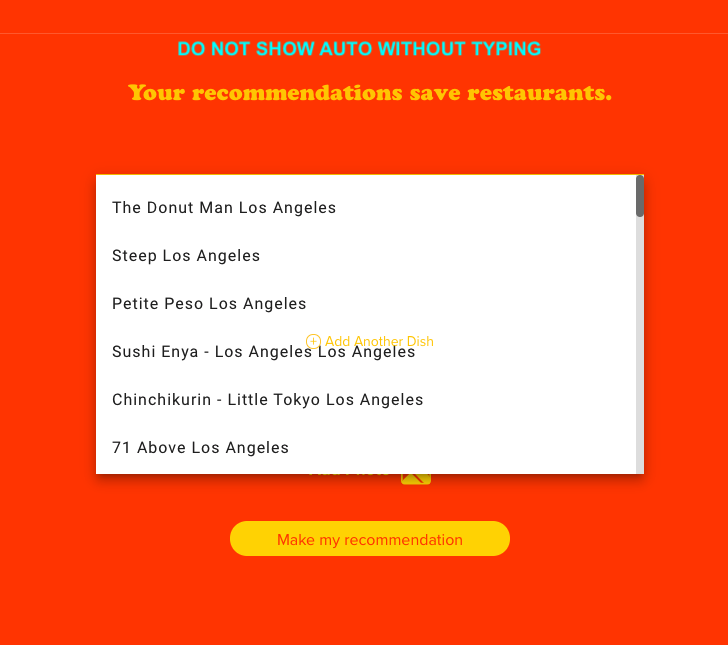 DO NOT SHOW AUTO WITHOUT TYPING
Your recommendations save restaurants.
The Donut Man Los Angeles
Steep Los Angeles
Petite Peso Los Angeles
Add Another Dish
Sushi Enya - Los Angeles Los Angeles
Chinchikurin - Little Tokyo Los Angeles
71 Above Los Angeles
Make my recommendation